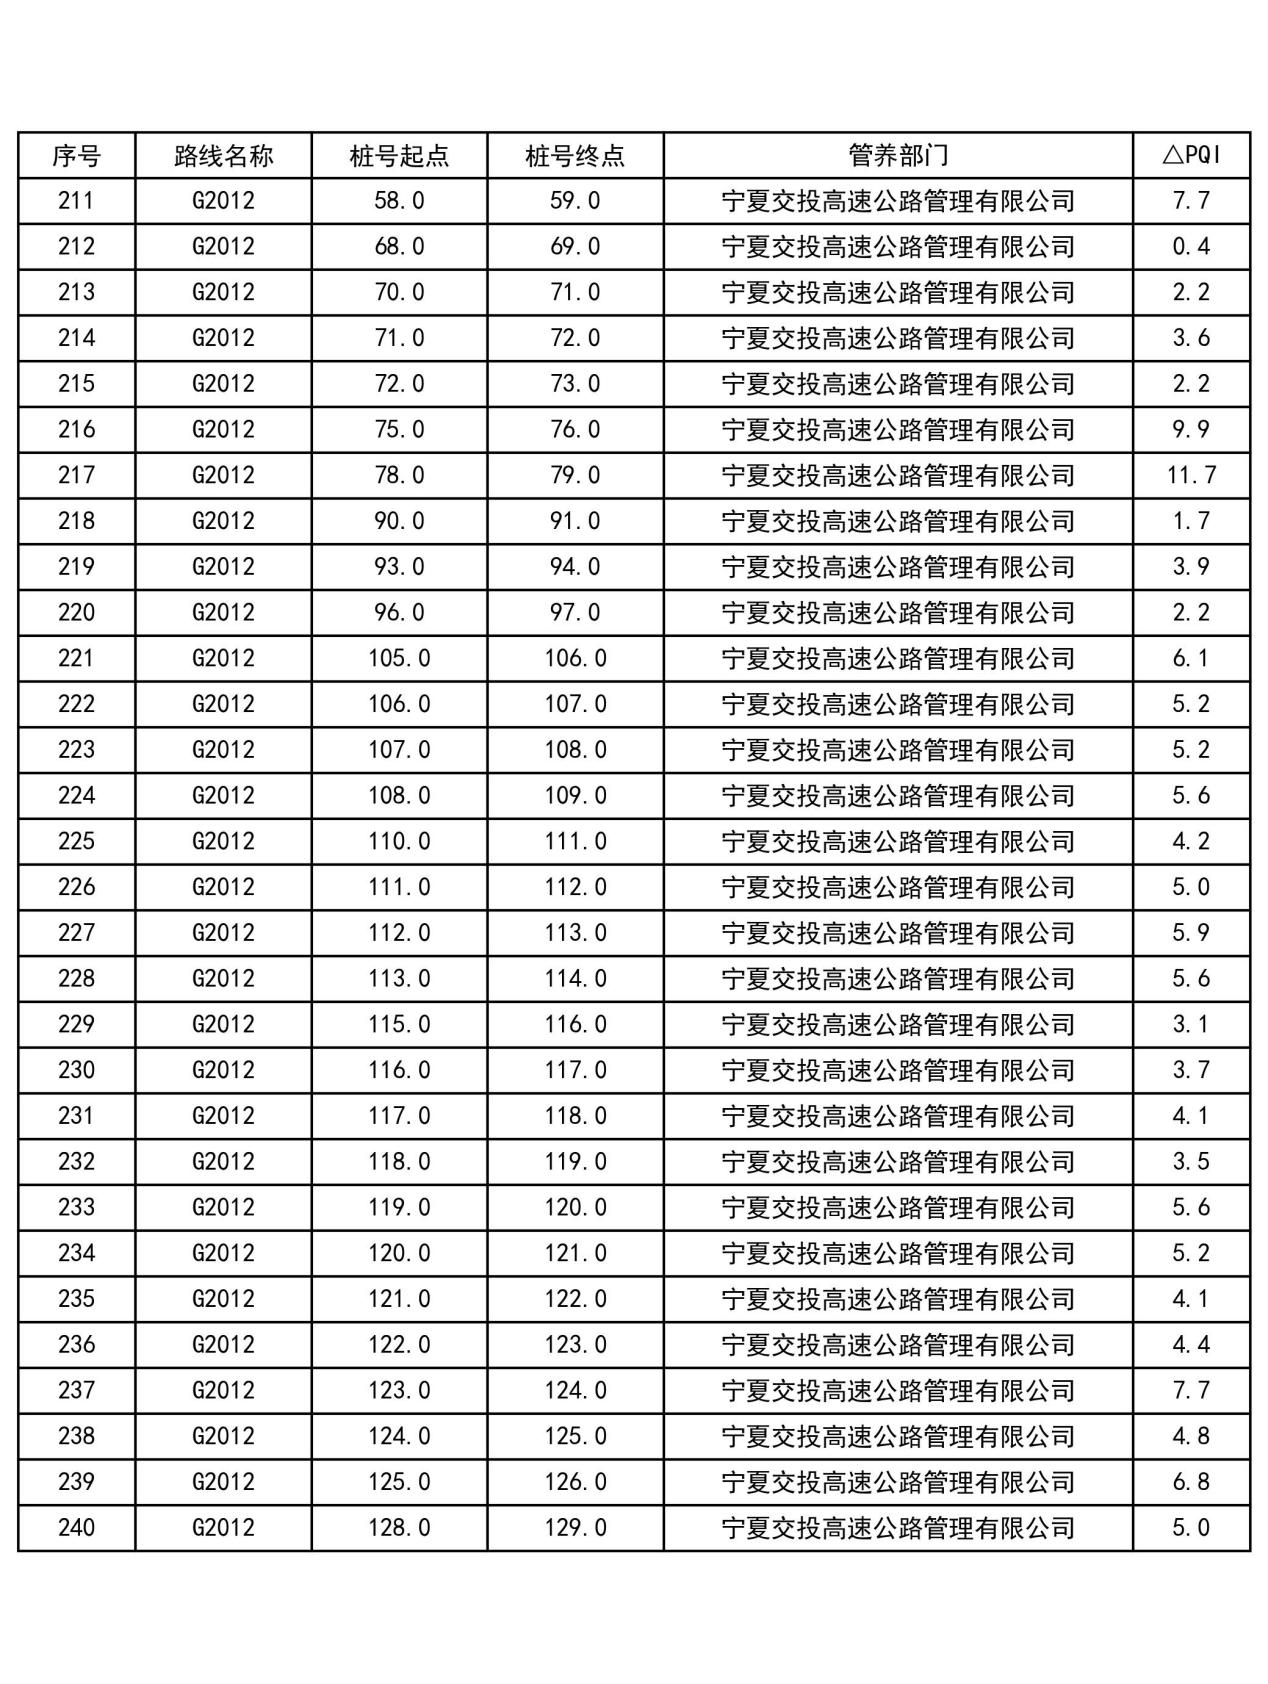 序号 路线名称 桩号起点 桩号终点 管养部门 △PQI
211 G2012 58.0 59.0 宁夏交投高速公路管理有限公司 7.7
212 G2012 68.0 69.0 宁夏交投高速公路管理有限公司 0.4
213 G2012 70.0 71.0 宁夏交投高速公路管理有限公司 2.2
214 G2012 71.0 72.0 宁夏交投高速公路管理有限公司 3.6
215 G2012 72.0 73.0 宁夏交投高速公路管理有限公司 2.2
216 G2012 75.0 76.0 宁夏交投高速公路管理有限公司 9.9
217 G2012 78.0 79.0 宁夏交投高速公路管理有限公司 11.7
218 G2012 90.0 91.0 宁夏交投高速公路管理有限公司 1.7
219 G2012 93.0 94.0 宁夏交投高速公路管理有限公司 3.9
220 G2012 96.0 97.0 宁夏交投高速公路管理有限公司 2.2
221 G2012 105.0 106.0 宁夏交投高速公路管理有限公司 6.1
222 G2012 106.0 107.0 宁夏交投高速公路管理有限公司 5.2
223 G2012 107.0 108.0 宁夏交投高速公路管理有限公司 5.2
224 G2012 108.0 109.0 宁夏交投高速公路管理有限公司 5.6
225 G2012 110.0 111.0 宁夏交投高速公路管理有限公司 4.2
226 G2012 111.0 112.0 宁夏交投高速公路管理有限公司 5.0
227 G2012 112.0 113.0 宁夏交投高速公路管理有限公司 5.9
228 G2012 113.0 114.0 宁夏交投高速公路管理有限公司 5.6
229 G2012 115.0 116.0 宁夏交投高速公路管理有限公司 3.1
230 G2012 116.0 117.0 宁夏交投高速公路管理有限公司 3.7
231 G2012 117.0 118.0 宁夏交投高速公路管理有限公司 4.1
232 G2012 118.0 119.0 宁夏交投高速公路管理有限公司 3.5
233 G2012 119.0 120.0 宁夏交投高速公路管理有限公司 5.6
234 G2012 120.0 121.0 宁夏交投高速公路管理有限公司 5.2
235 G2012 121.0 122.0 宁夏交投高速公路管理有限公司 4.1
236 G2012 122.0 123.0 宁夏交投高速公路管理有限公司 4.4
237 G2012 123.0 124.0 宁夏交投高速公路管理有限公司 7.7
238 G2012 124.0 125.0 宁夏交投高速公路管理有限公司 4.8
239 G2012 125.0 126.0 宁夏交投高速公路管理有限公司 6.8
240 G2012 128.0 129.0 宁夏交投高速公路管理有限公司 5.0